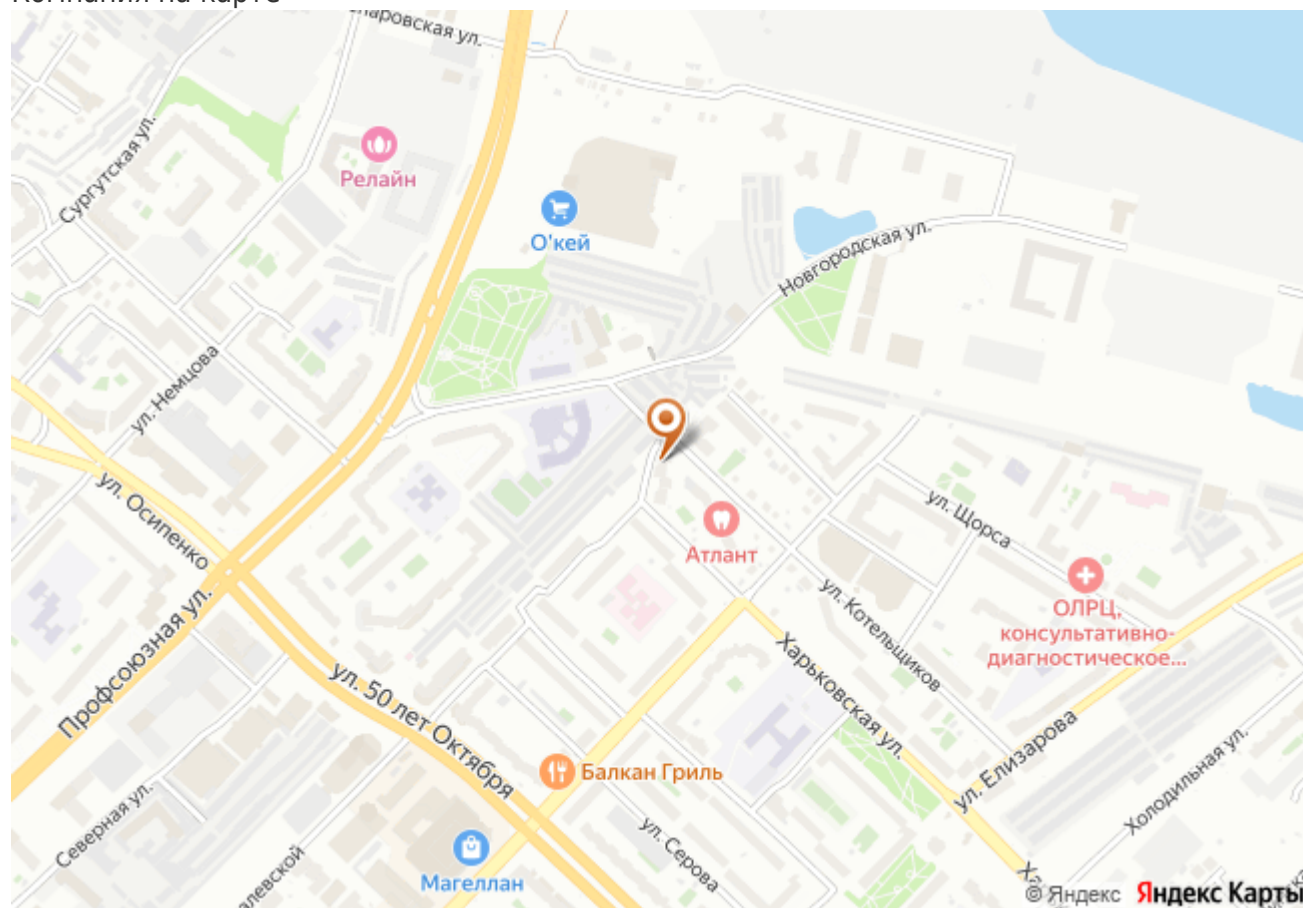 Компания на карте
Сургутская ул.
Релайн
О'кей
Новгородская ул.
ул. Немцова
ул. Осипенко
Профсоюзная ул.
ул. 50 лет Октября
Атлант
ул. Щорса
ОЛРЦ,
консультативно-
диагностическое...
ул. Котельщиков
Харьковская ул.
ул. Елизарова
Холодильная ул.
Балкан Гриль
Северная ул.
ул. Серова
Магеллан
© Яндекс Яндекс Карты